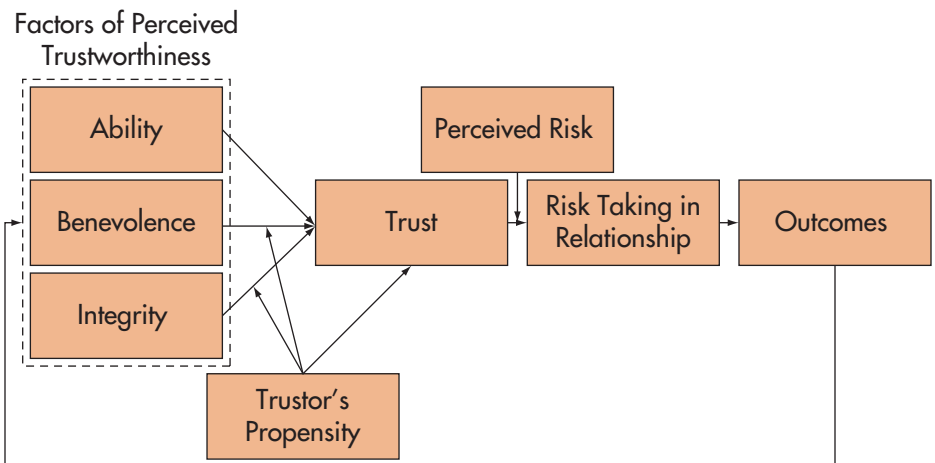 Factors of Perceived
Trustworthiness
Ability
Benevolence
Integrity
Trustor's
Propensity
Trust
Perceived Risk
Risk Taking in
Relationship
Outcomes